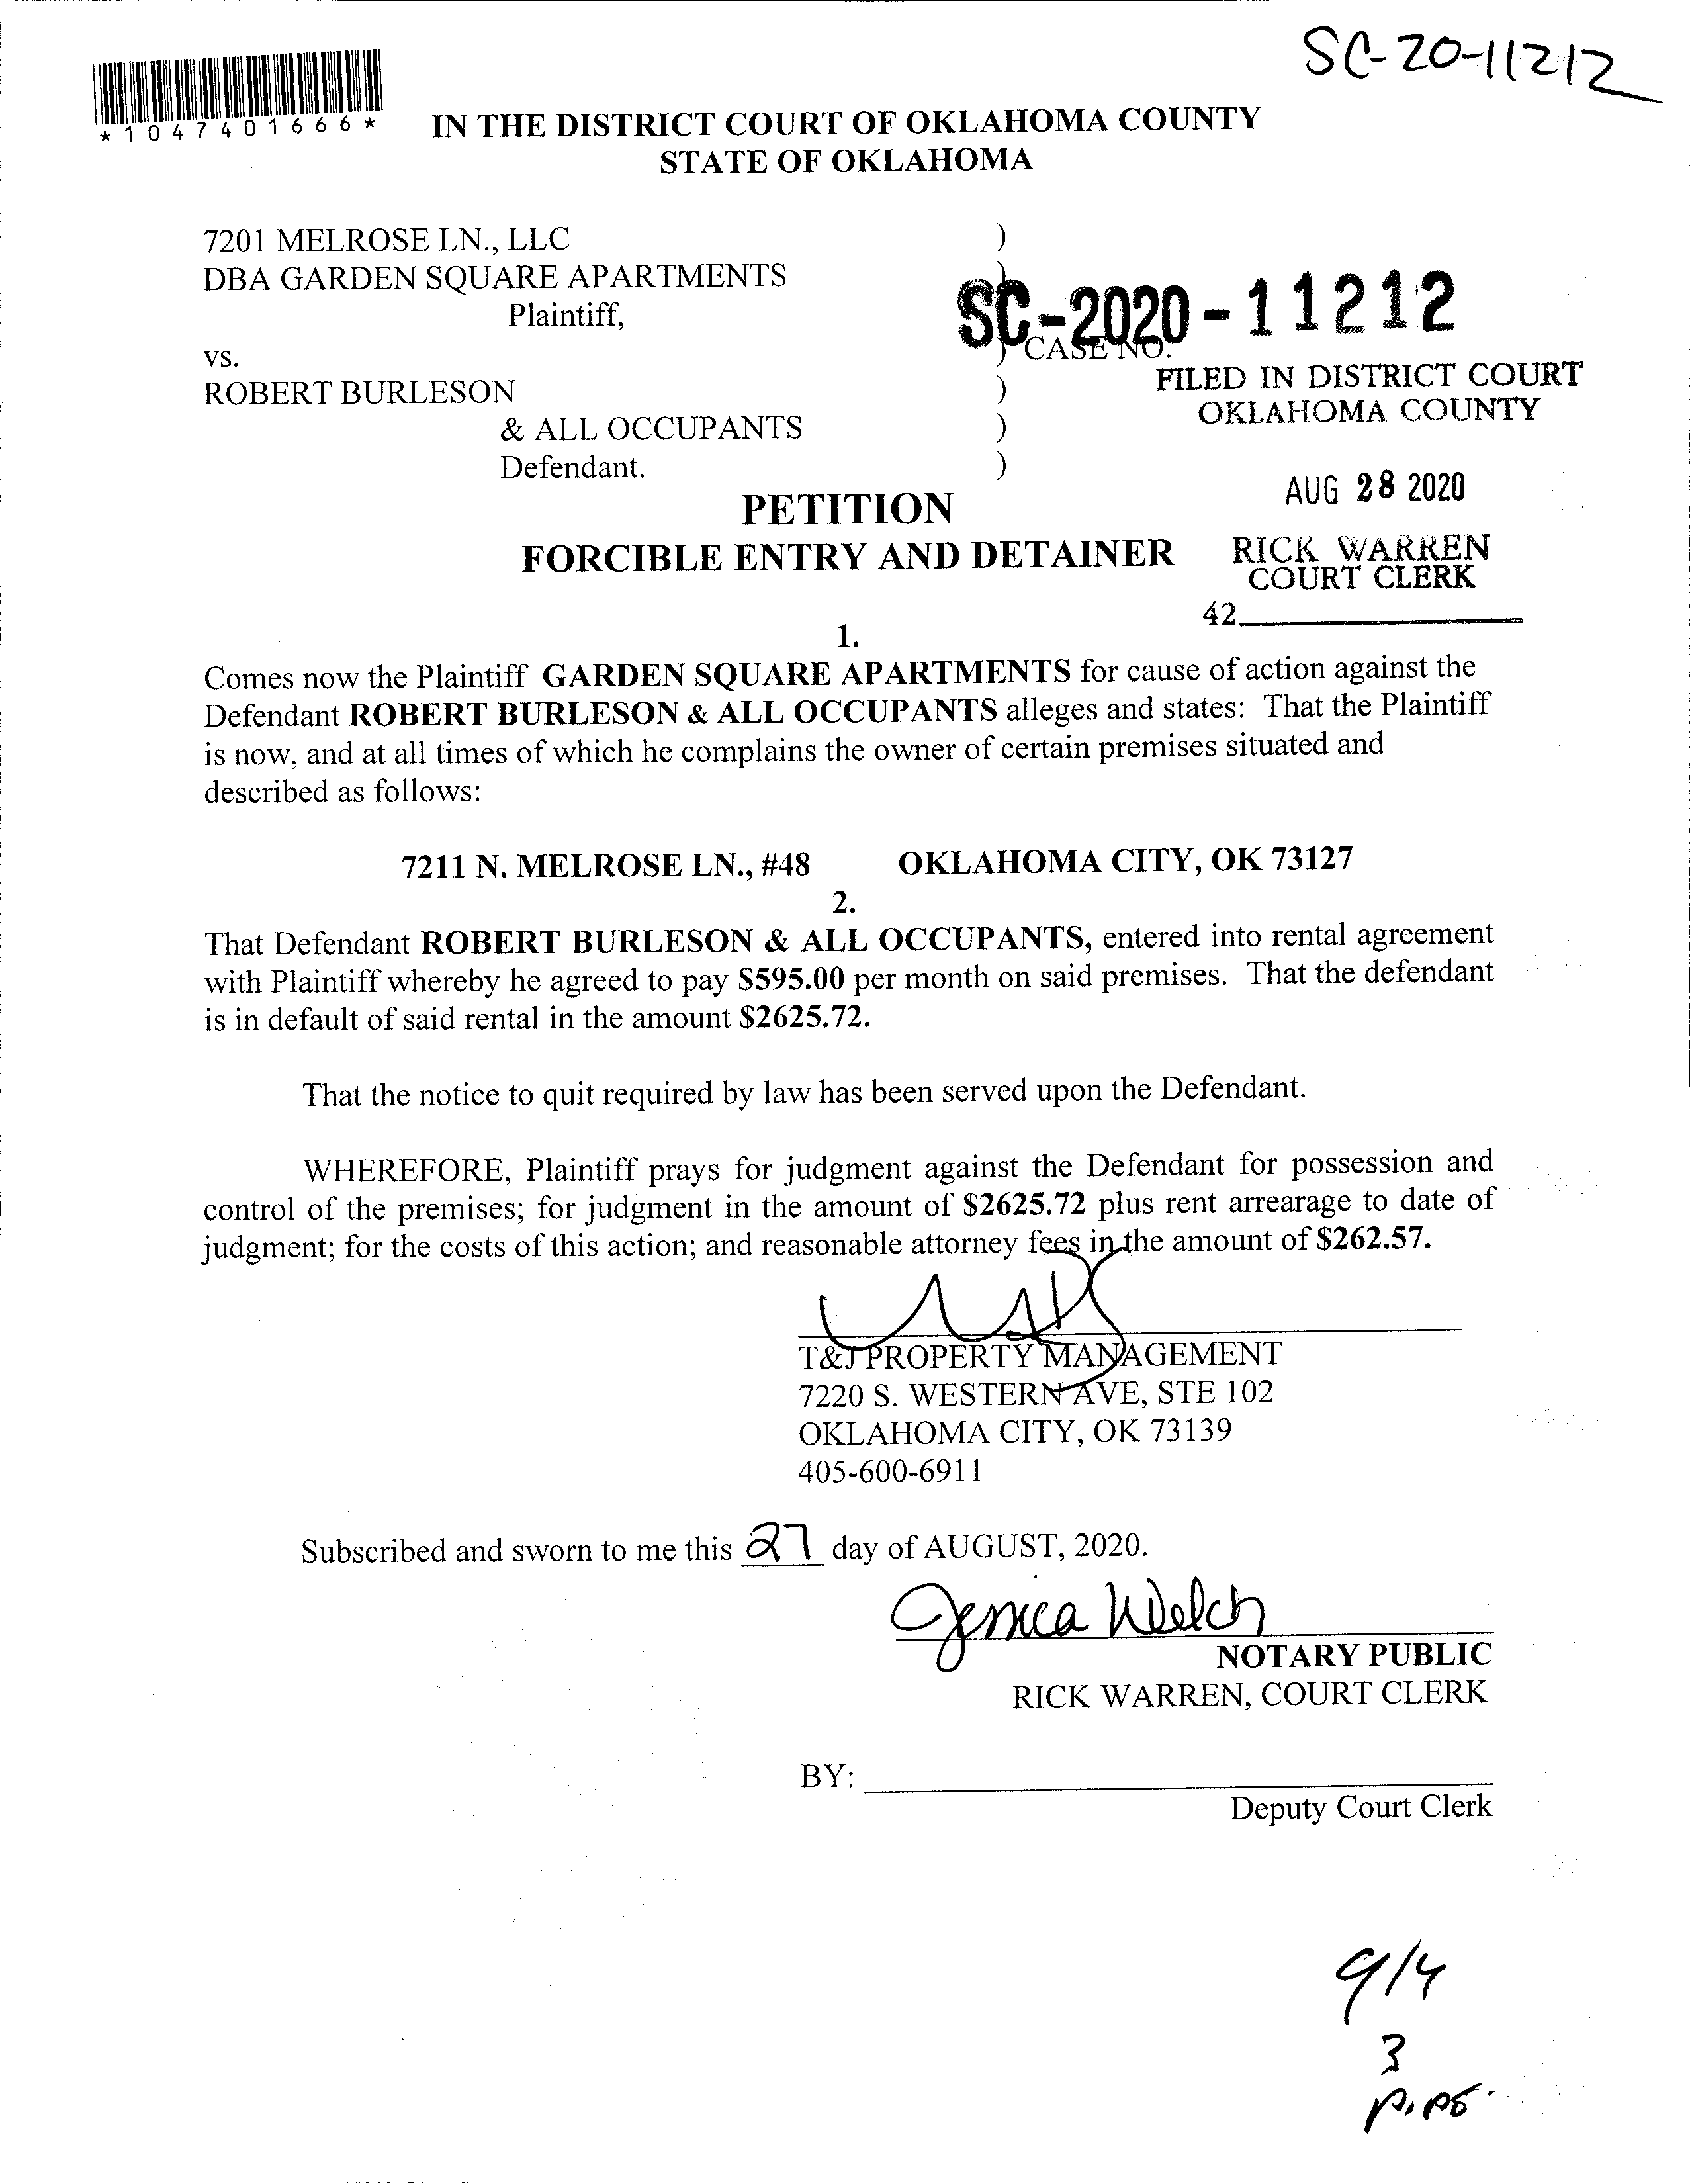 SC-20-11212
*1047401666*
IN THE DISTRICT COURT OF OKLAHOMA COUNTY
STATE OF OKLAHOMA
7201 MELROSE LN., LLC )
DBA GARDEN SQUARE APARTMENTS )
Plaintiff,
SC-2020-11212
vs. ) CASE NO.
FILED IN DISTRICT COURT
OKLAHOMA COUNTY
ROBERT BURLESON )
& ALL OCCUPANTS )
Defendant. )
AUG 28 2020
PETITION
FORCIBLE ENTRY AND DETAINER
RICK WARREN
COURT CLERK
42
1.
Comes now the Plaintiff GARDEN SQUARE APARTMENTS for cause of action against the
Defendant ROBERT BURLESON & ALL OCCUPANTS alleges and states: That the Plaintiff
is now, and at all times of which he complains the owner of certain premises situated and
described as follows:
7211 N. MELROSE LN., #48 OKLAHOMA CITY, OK 73127
2.
That Defendant ROBERT BURLESON & ALL OCCUPANTS, entered into rental agreement
with Plaintiff whereby he agreed to pay $595.00 per month on said premises. That the defendant
is in default of said rental in the amount $2625.72.
That the notice to quit required by law has been served upon the Defendant.
WHEREFORE, Plaintiff prays for judgment against the Defendant for possession and
control of the premises; for judgment in the amount of $2625.72 plus rent arrearage to date of
judgment; for the costs of this action; and reasonable attorney fees in the amount of $262.57.
T&J PROPERTY MANAGEMENT
7220 S. WESTERN AVE, STE 102
OKLAHOMA CITY, OK 73139
405-600-6911
Subscribed and sworn to me this 27 day of AUGUST, 2020.
Jessica Welch
NOTARY PUBLIC
RICK WARREN, COURT CLERK
BY:
Deputy Court Clerk
9/4
3